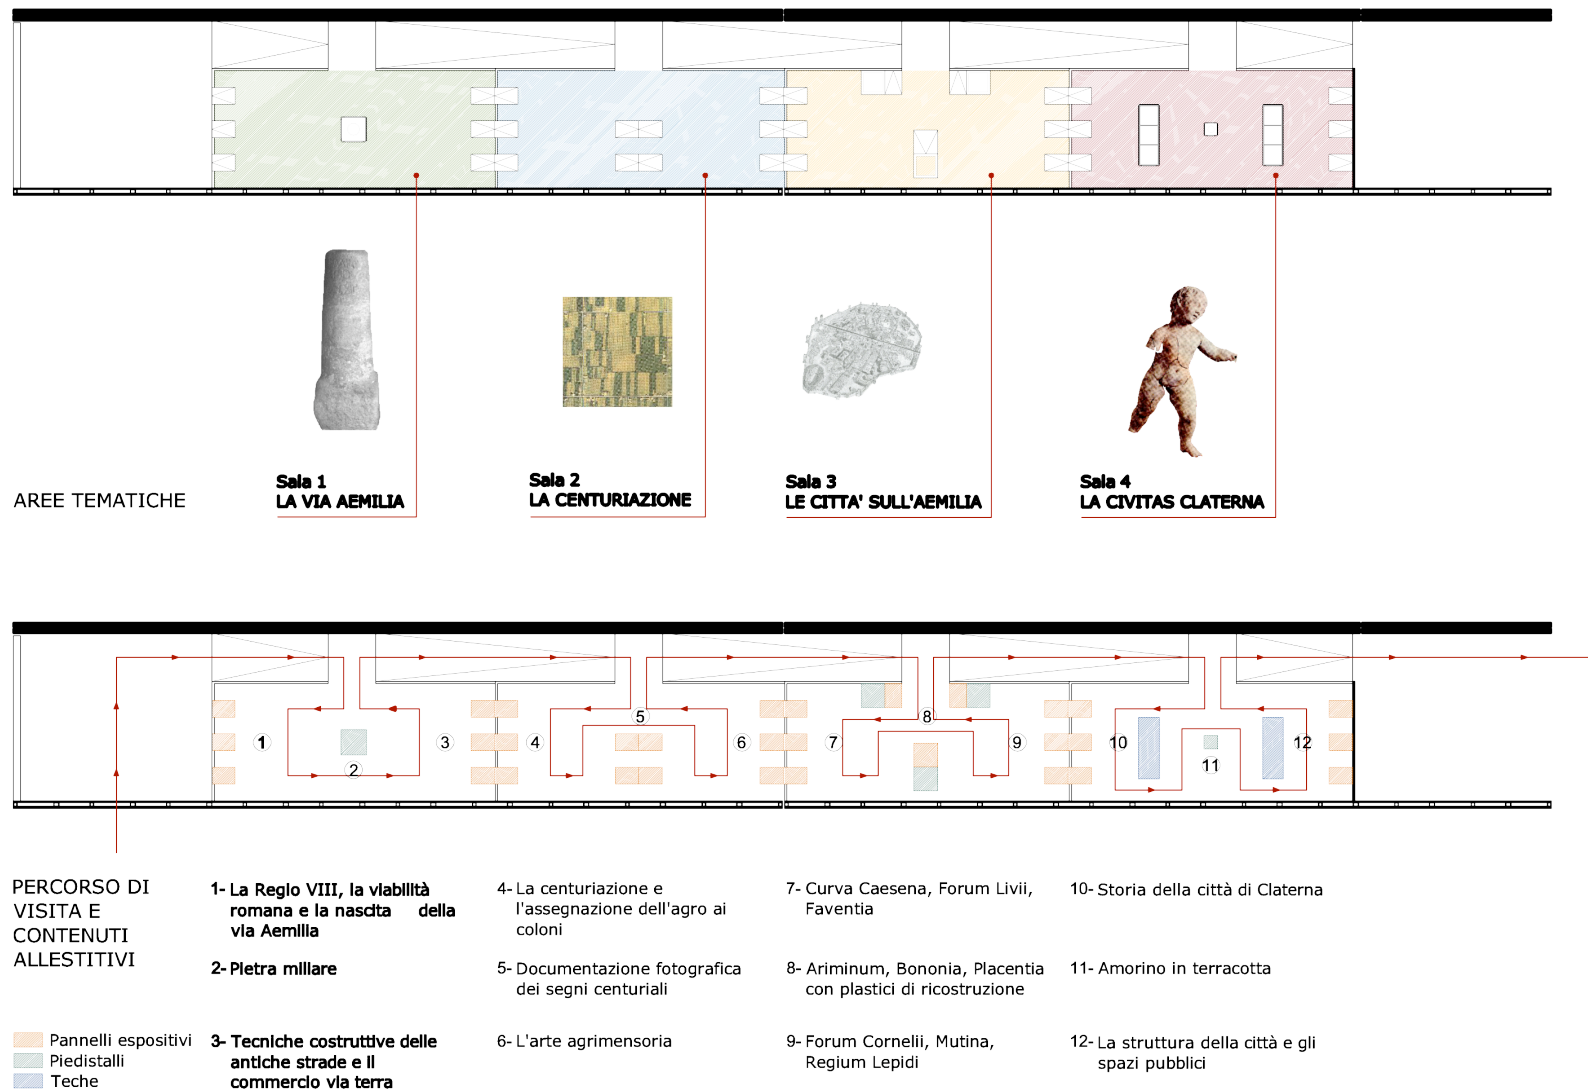 Sala 1
LA VIA AEMILIA
Sala 2
LA CENTURIAZIONE
Sala 3
LE CITTA' SULL'AEMILIA
Sala 4
LA CIVITAS CLATERNA
AREE TEMATICHE
1
2
3
4
5
6
7
8
9
10
11
12
PERCORSO DI
VISITA E
CONTENUTI
ALLESTITIVI
1- La Regio VIII, la viabilità
romana e la nascita della
via Aemilia
2- Pietra miliare
3- Tecniche costruttive delle
antiche strade e il
commercio via terra
4- La centuriazione e
l'assegnazione dell'agro ai
coloni
5- Documentazione fotografica
dei segni centuriali
6- L'arte agrimensoria
7- Curva Caesena, Forum Livii,
Faventia
8- Ariminum, Bononia, Placentia
con plastici di ricostruzione
9- Forum Cornelii, Mutina,
Regium Lepidi
10- Storia della città di Claterna
11- Amorino in terracotta
12- La struttura della città e gli
spazi pubblici
Pannelli espositivi
Piedistalli
Teche